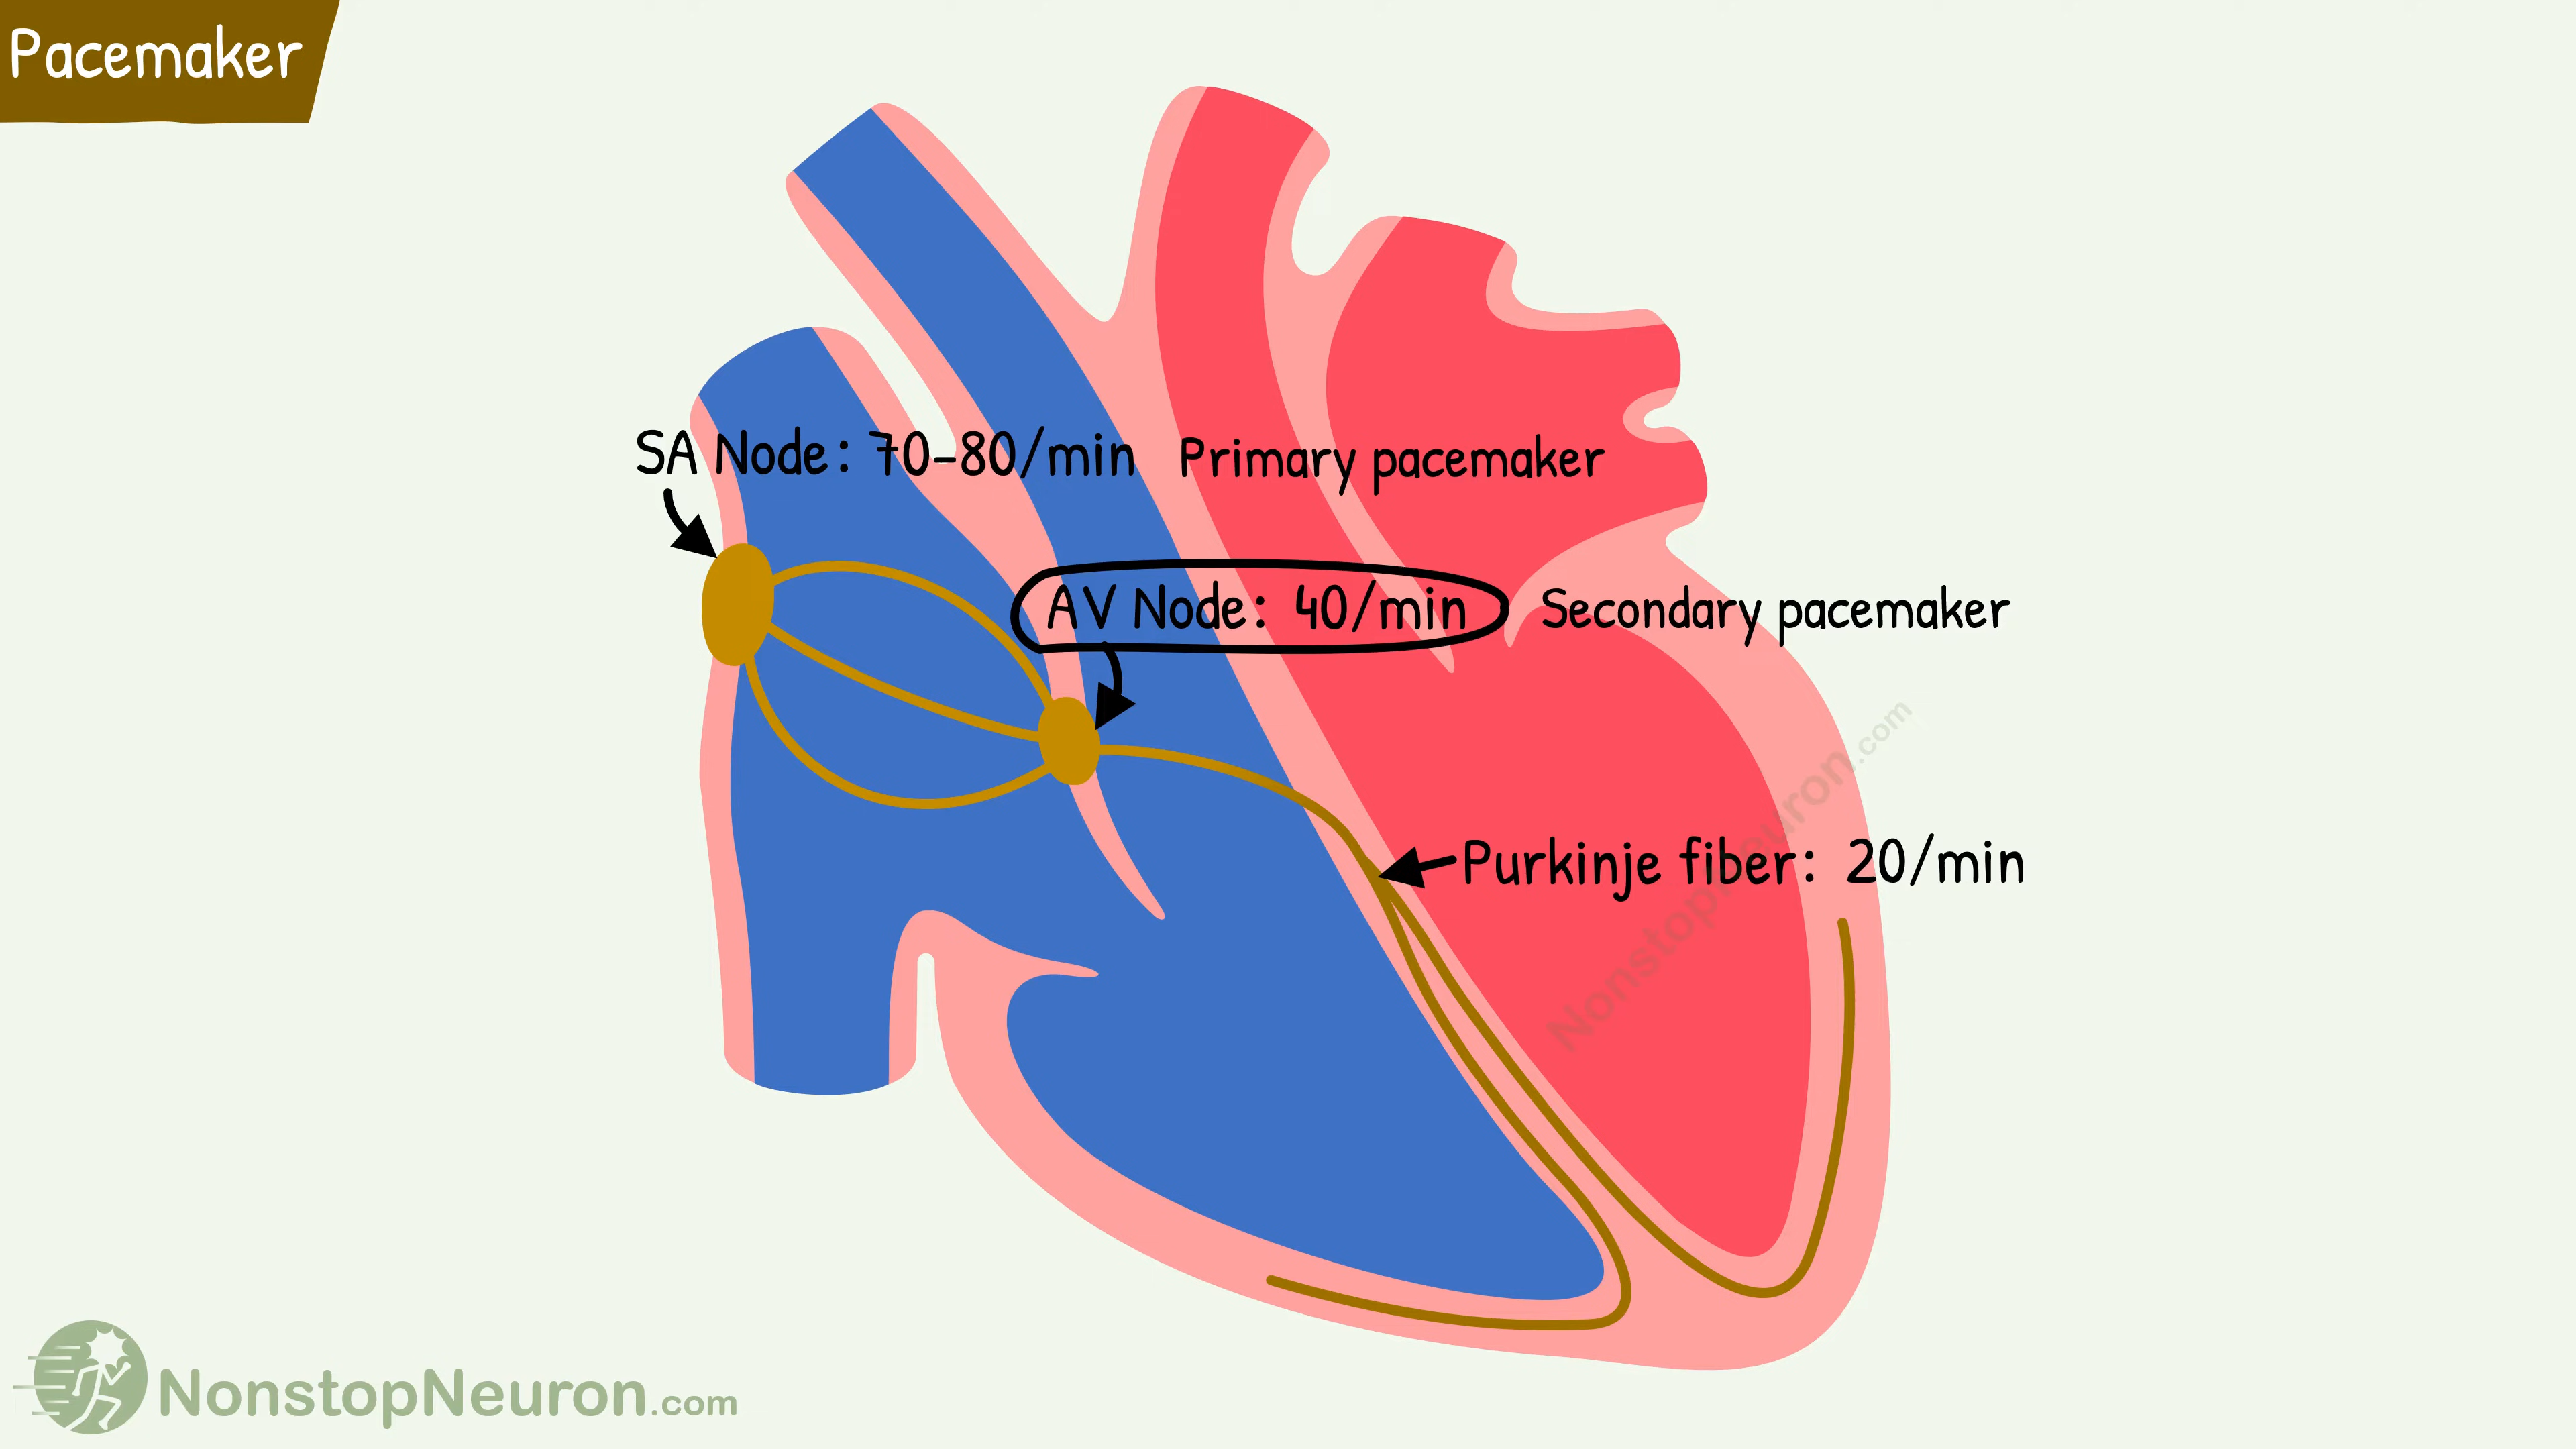 Pacemaker
SA Node: 70-80/min Primary pacemaker
AV Node: 40/min Secondary pacemaker
Purkinje fiber: 20/min
NonstopNeuron.com
NonstopNeuron.com